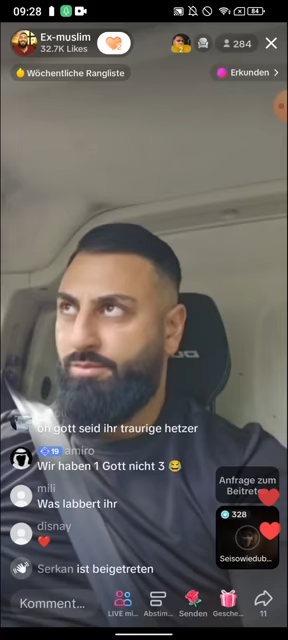 09:28
84
Ex-muslim
32.7K Likes
284
Wöchentliche Rangliste
Erkunden >
oh gott seid ihr traurige hetzer
19 amiro
Wir haben 1 Gott nicht 3 😂
mili
Was labbert ihr
disnay
❤️
Serkan ist beigetreten
Anfrage zum
Beitrete...
328
Seisowiedub...
Komment...
LIVE mi...
Abstim...
Senden
Gesche...
11